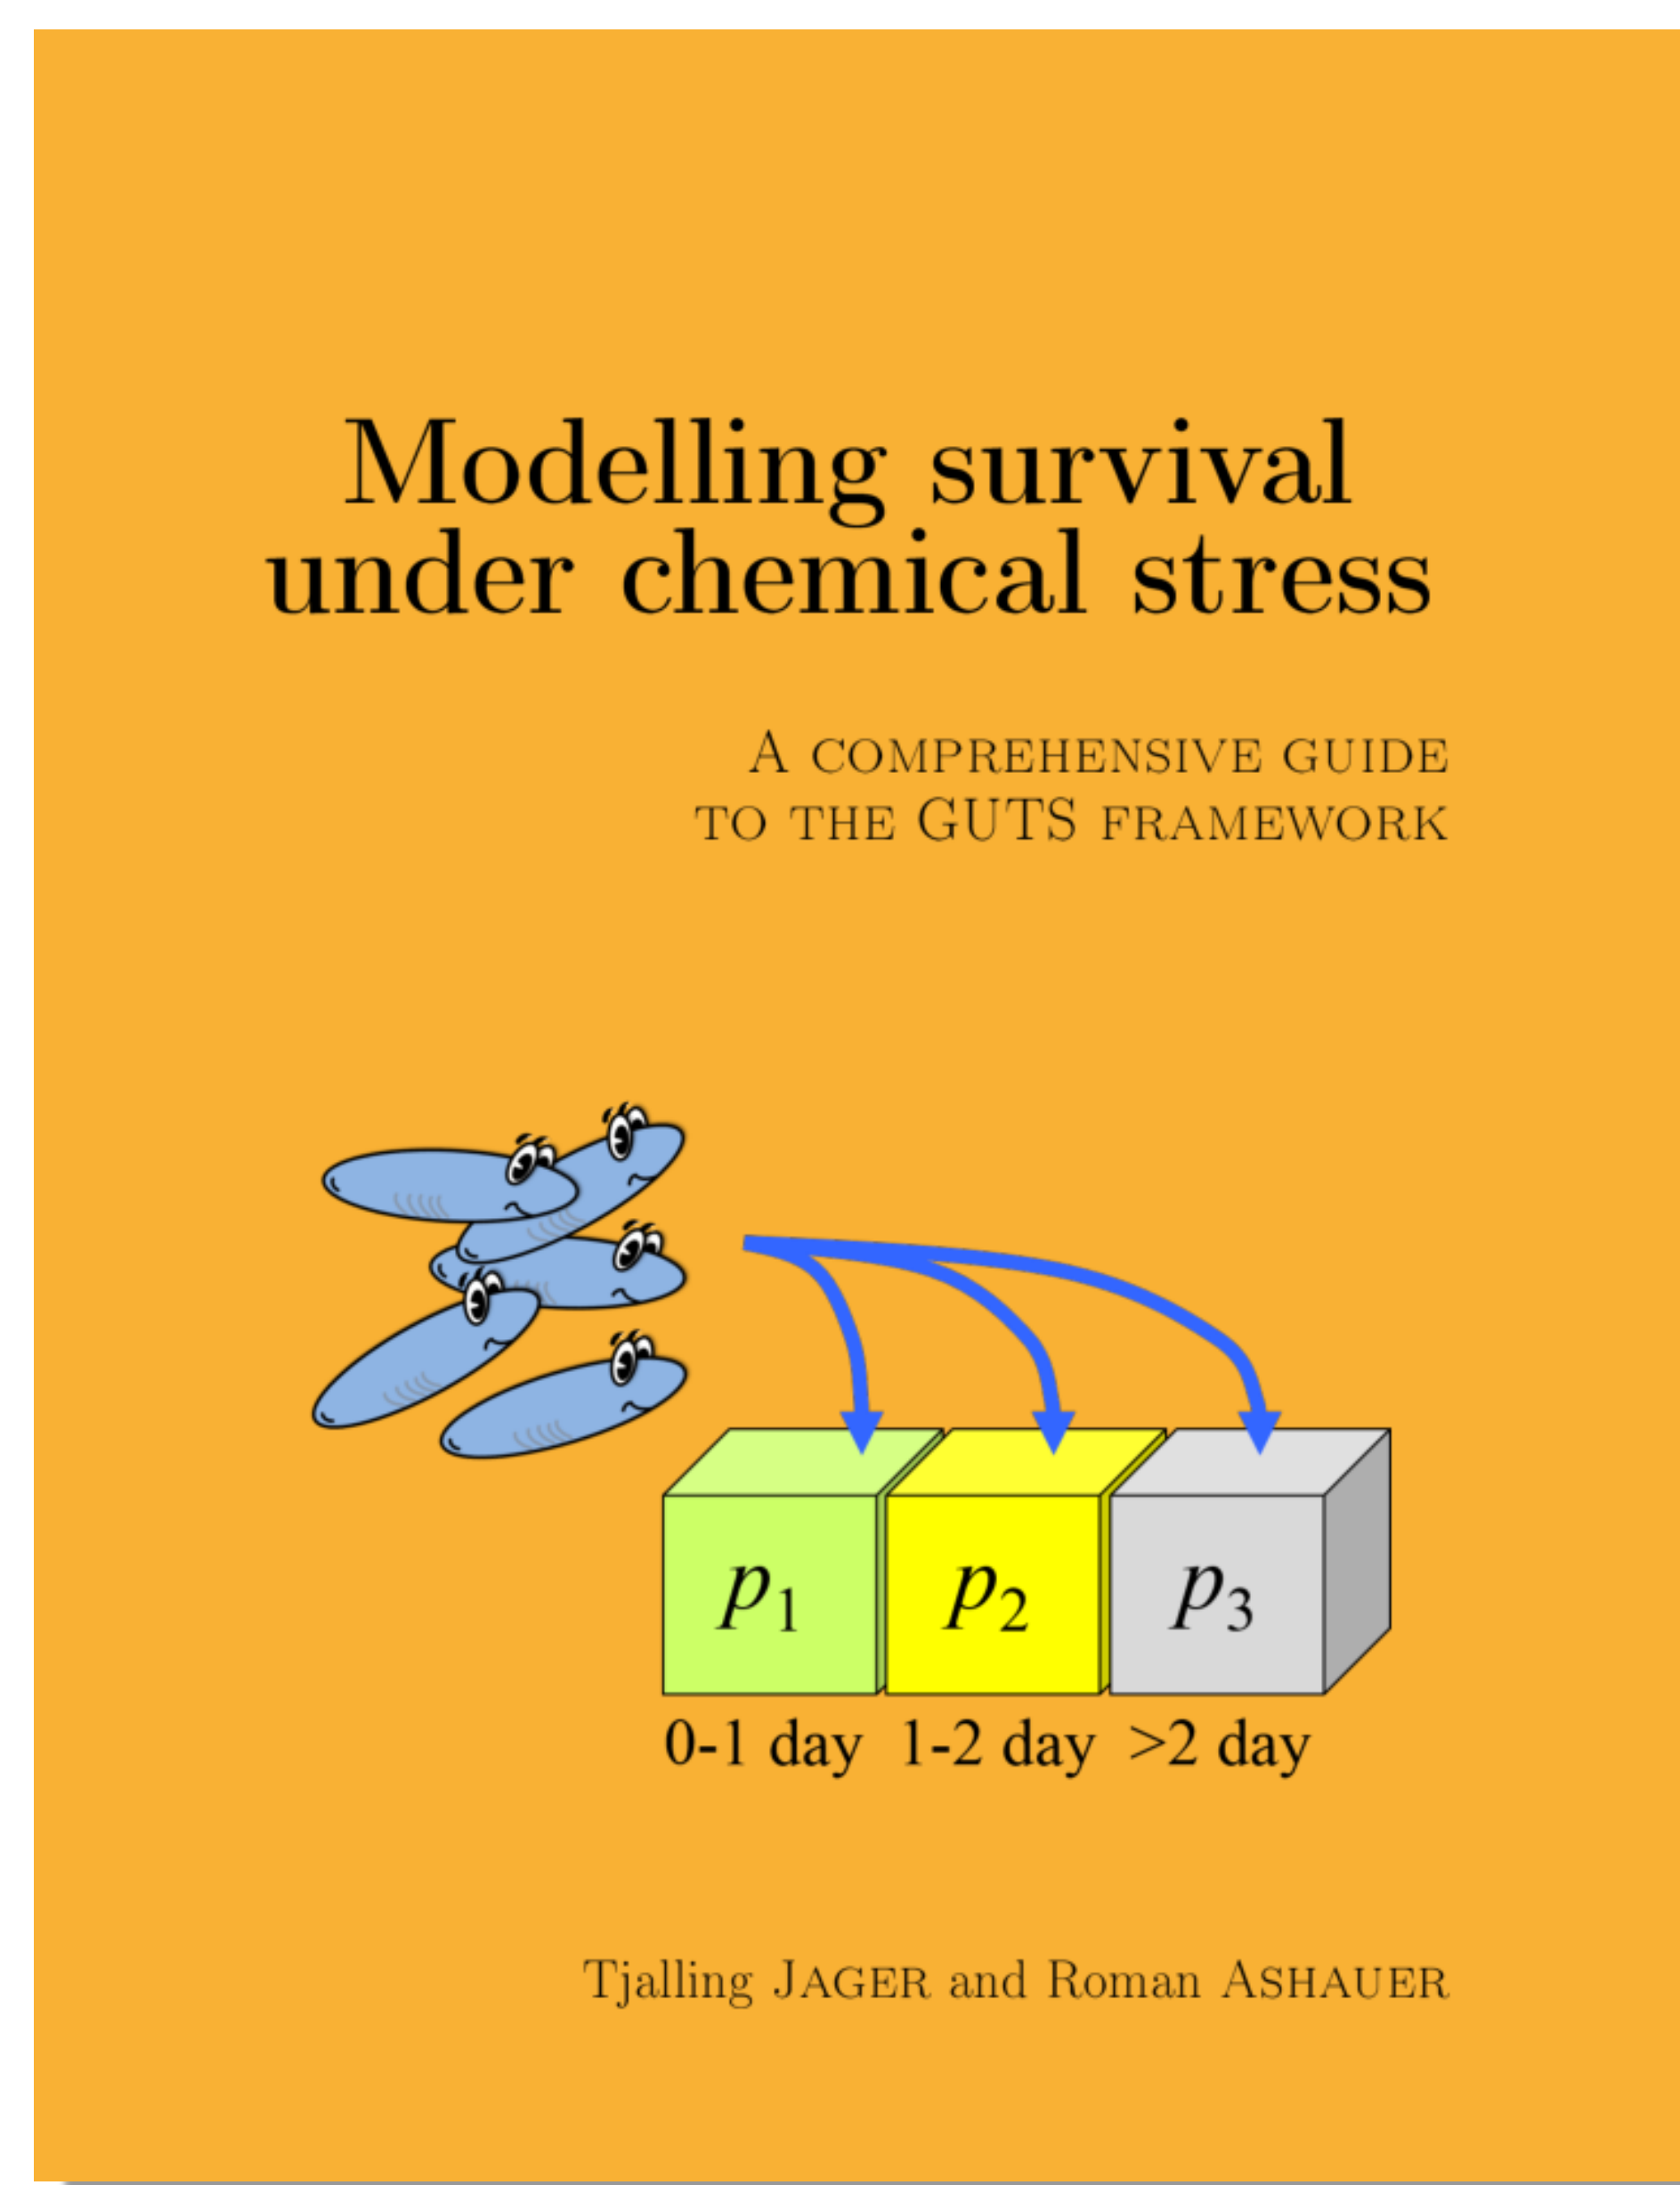 Modelling survival
under chemical stress
A COMPREHENSIVE GUIDE
TO THE GUTS FRAMEWORK
p1 p2 p3
0-1 day 1-2 day >2 day
Tjalling JAGER and Roman ASHAUER